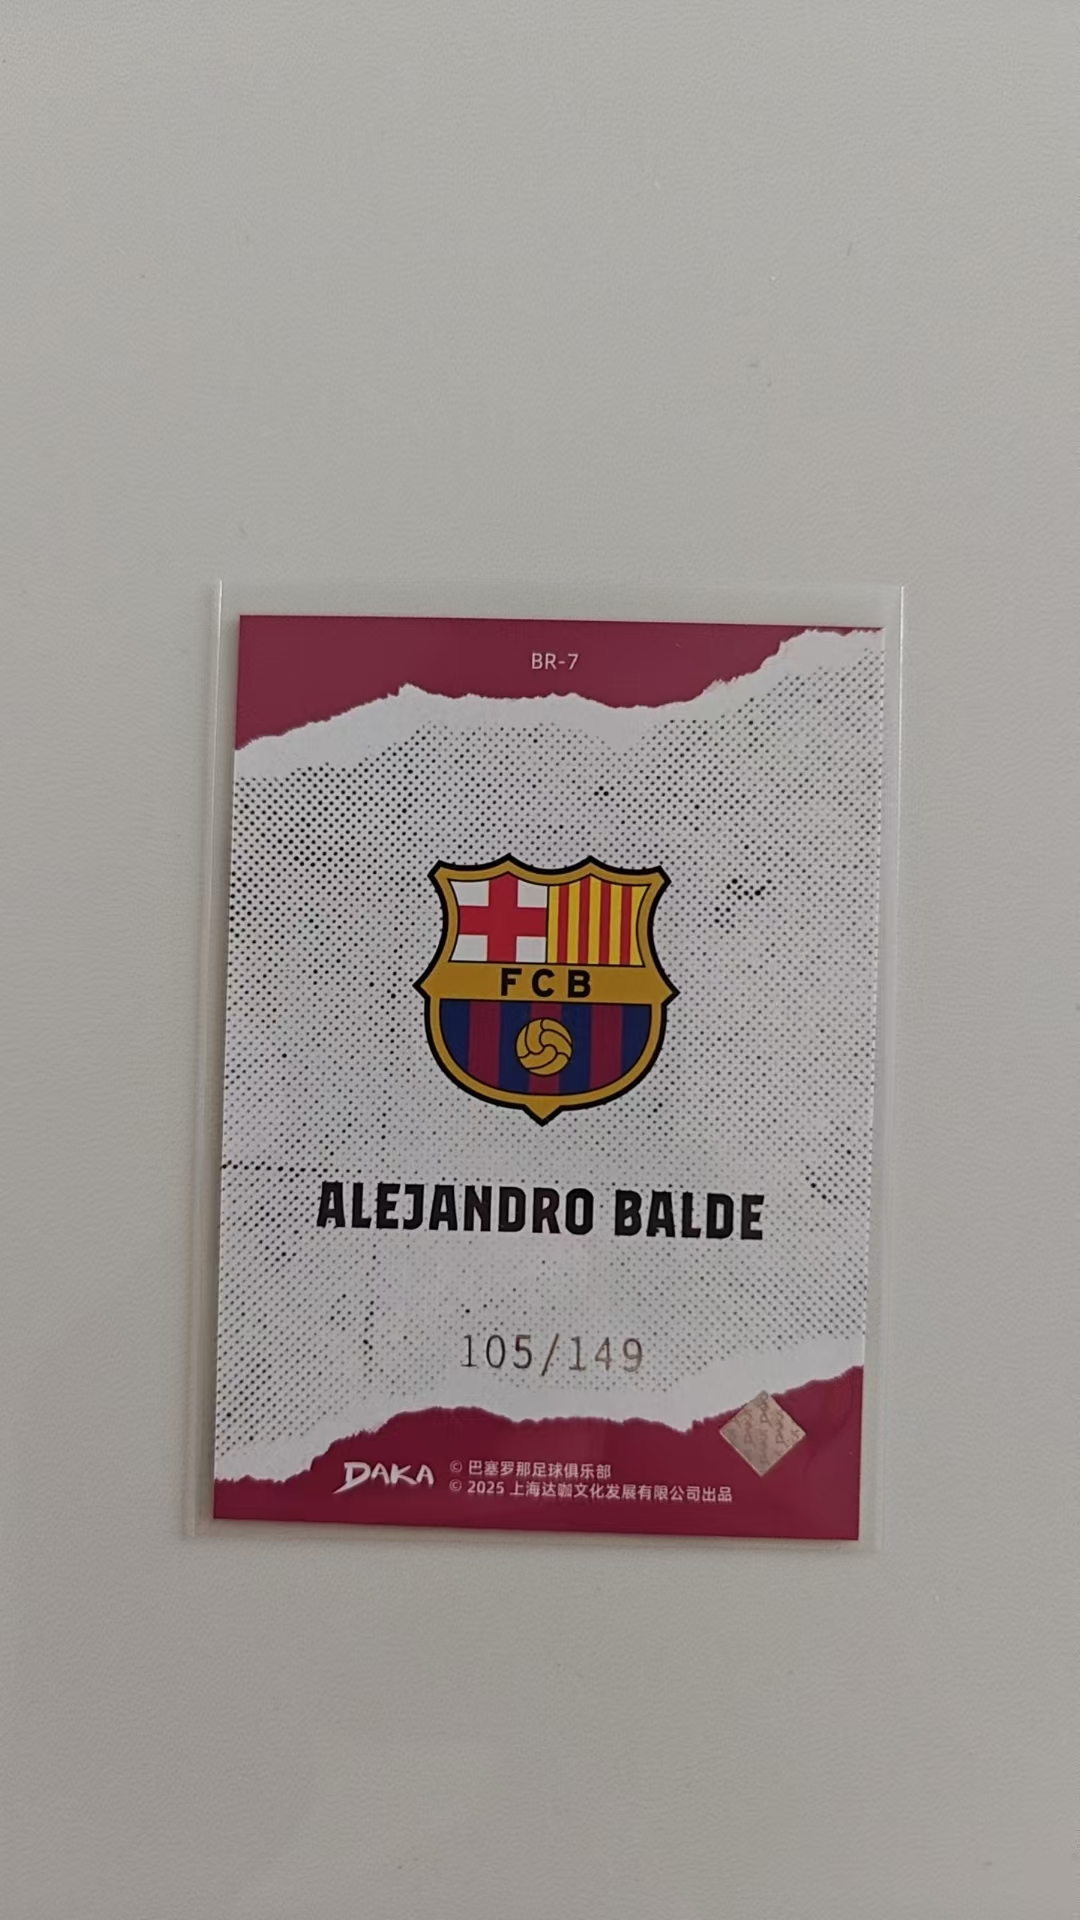 BR-7
FCB
ALEJANDRO BALDE
105/149
DAKA
© 巴塞罗那足球俱乐部
© 2025 上海达咖文化发展有限公司出品